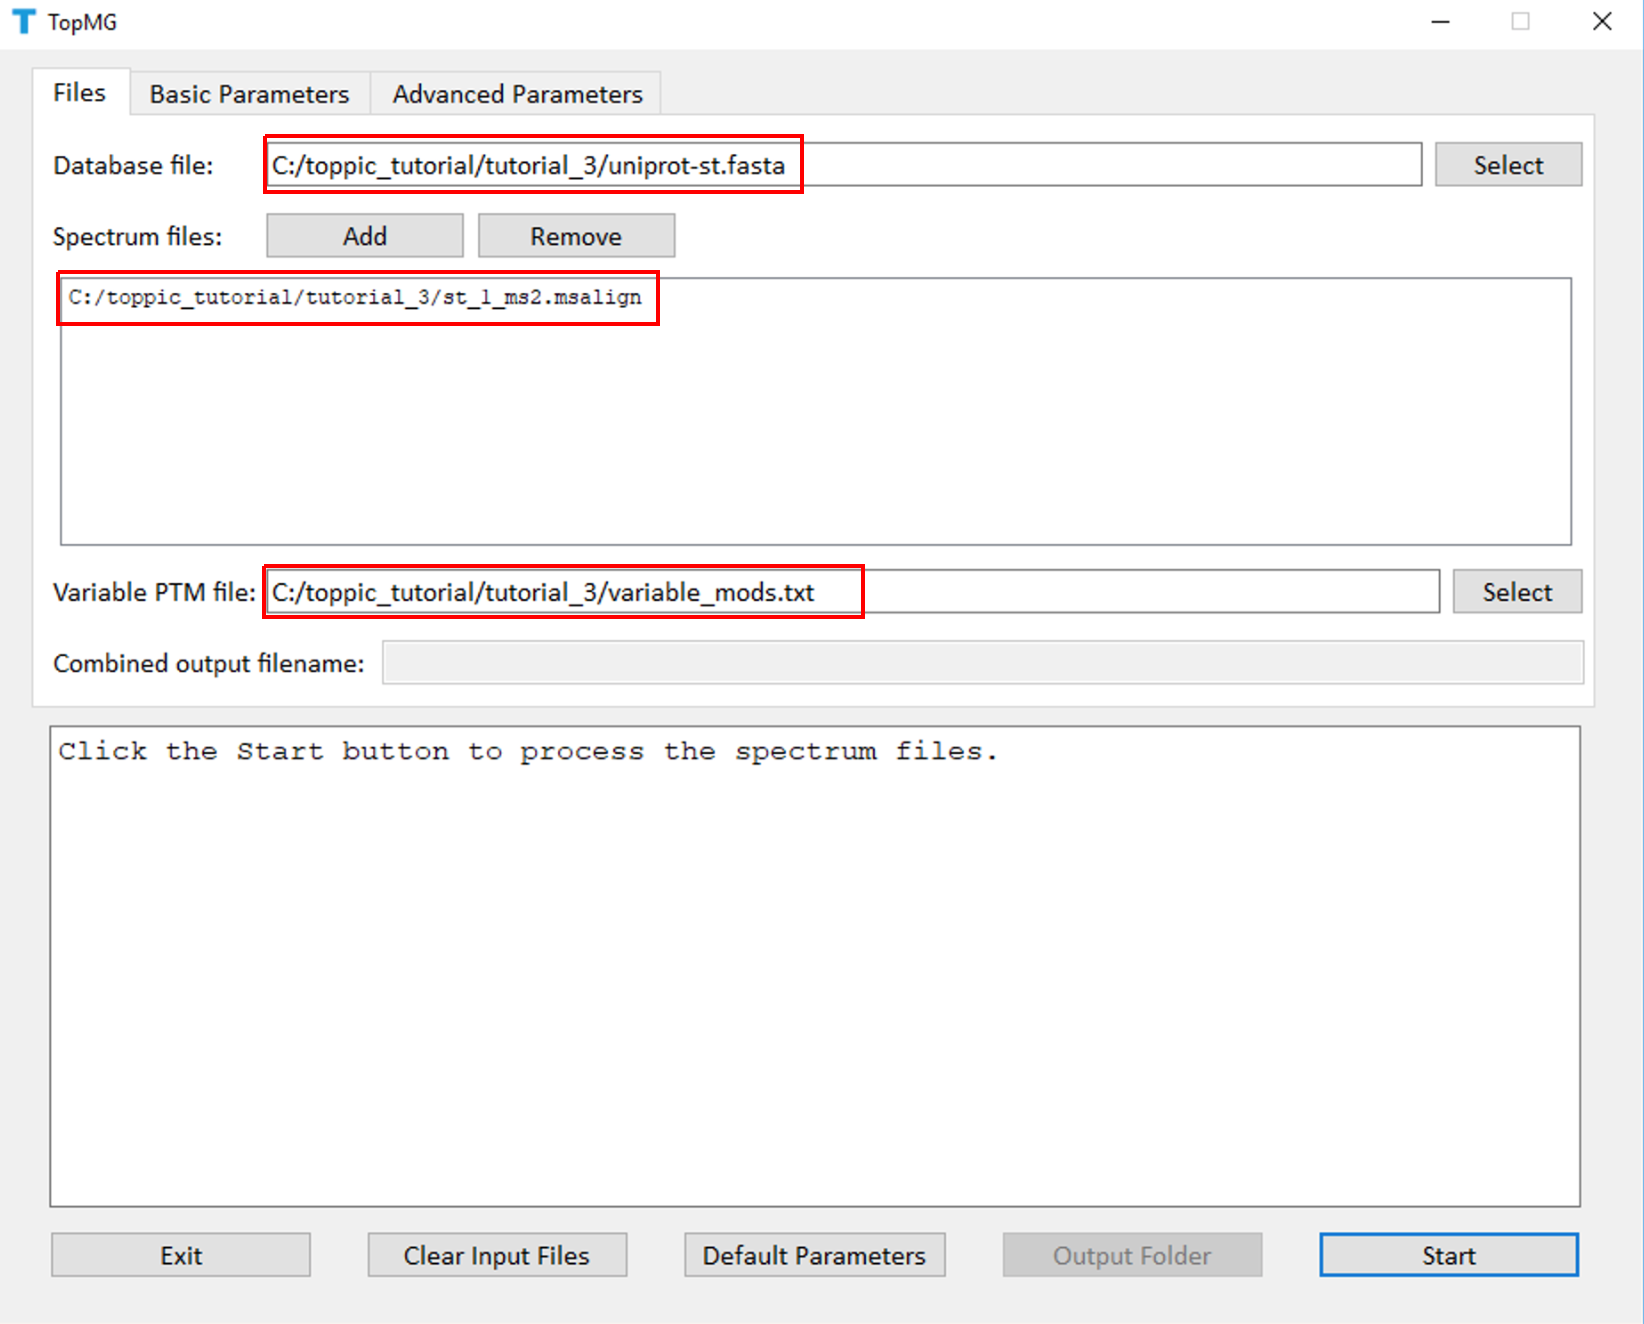 TopMG
Files Basic Parameters Advanced Parameters
Database file: C:/toppic_tutorial/tutorial_3/uniprot-st.fasta Select
Spectrum files: Add Remove
C:/toppic_tutorial/tutorial_3/st_1_ms2.msalign
Variable PTM file: C:/toppic_tutorial/tutorial_3/variable_mods.txt Select
Combined output filename:
Click the Start button to process the spectrum files.
Exit Clear Input Files Default Parameters Output Folder Start